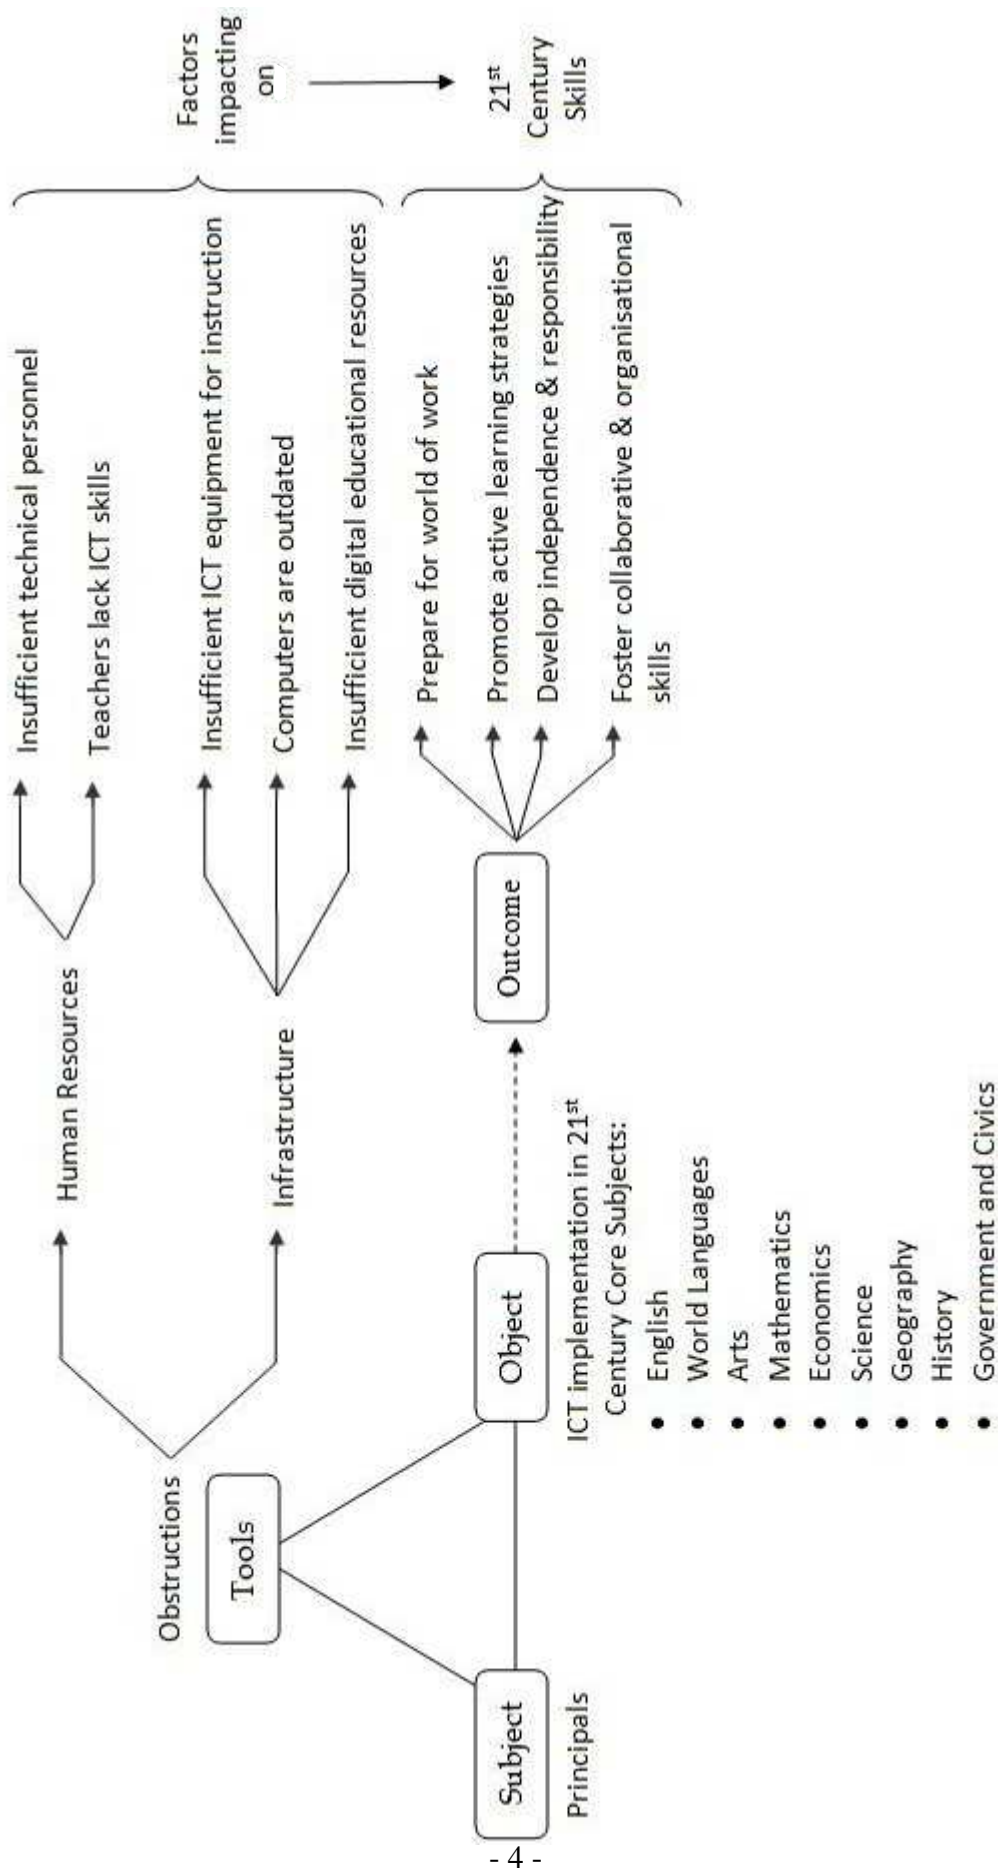 Obstructions
Human Resources
Insufficient technical personnel
Teachers lack ICT skills
Infrastructure
Insufficient ICT equipment for instruction
Computers are outdated
Insufficient digital educational resources
Factors
impacting
on
Tools
Subject
Principals
Object
ICT implementation in 21st
Century Core Subjects:
• English
• World Languages
• Arts
• Mathematics
• Economics
• Science
• Geography
• History
• Government and Civics
Outcome
Prepare for world of work
Promote active learning strategies
Develop independence & responsibility
Foster collaborative & organisational
skills
21st
Century
Skills
- 4 -